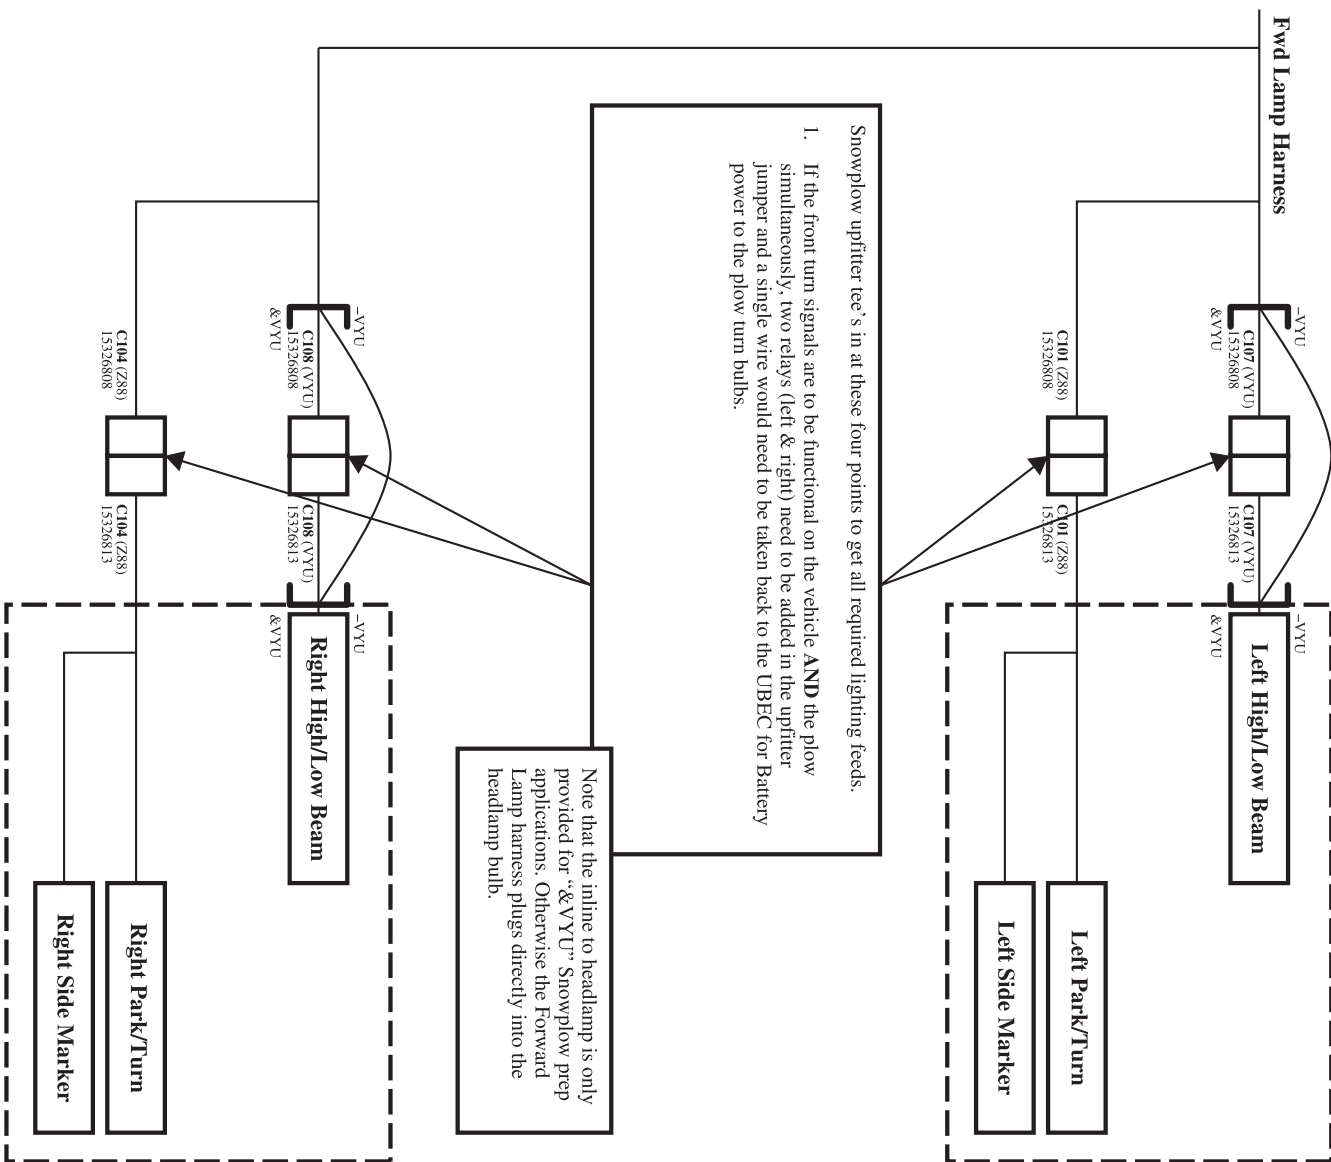 Fwd Lamp Harness
–VYU
&VYU
C107 (VYU)
15326808
C107 (VYU)
15326813
–VYU
&VYU
Left High/Low Beam
C101 (Z88)
15326808
C101 (Z88)
15326813
Left Park/Turn
Left Side Marker
Snowplow upfitter tee’s in at these four points to get all required lighting feeds.
1. If the front turn signals are to be functional on the vehicle AND the plow
simultaneously, two relays (left & right) need to be added in the upfitter
jumper and a single wire would need to be taken back to the UBEC for Battery
power to the plow turn bulbs.
Note that the inline to headlamp is only
provided for “&VYU” Snowplow prep
applications. Otherwise the Forward
Lamp harness plugs directly into the
headlamp bulb.
–VYU
&VYU
C108 (VYU)
15326808
C108 (VYU)
15326813
–VYU
&VYU
Right High/Low Beam
C104 (Z88)
15326808
C104 (Z88)
15326813
Right Park/Turn
Right Side Marker